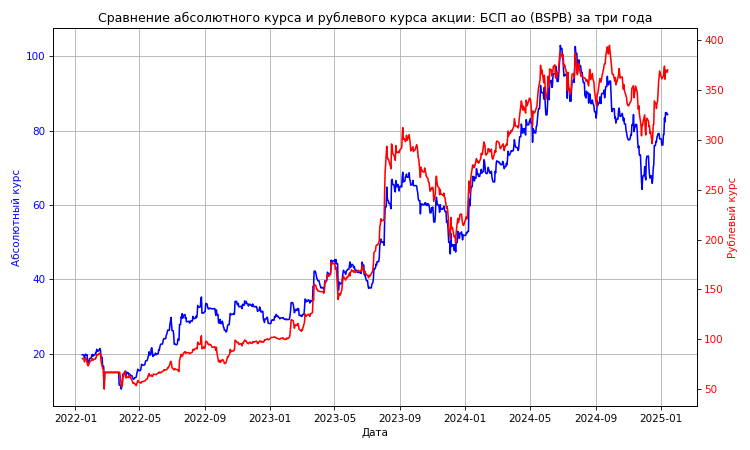 Сравнение абсолютного курса и рублевого курса акции: БСП ао (BSPB) за три года
100
80
60
40
20
Абсолютный курс
400
350
300
250
200
150
100
50
Рублевый курс
2022-01 2022-05 2022-09 2023-01 2023-05 2023-09 2024-01 2024-05 2024-09 2025-01
Дата